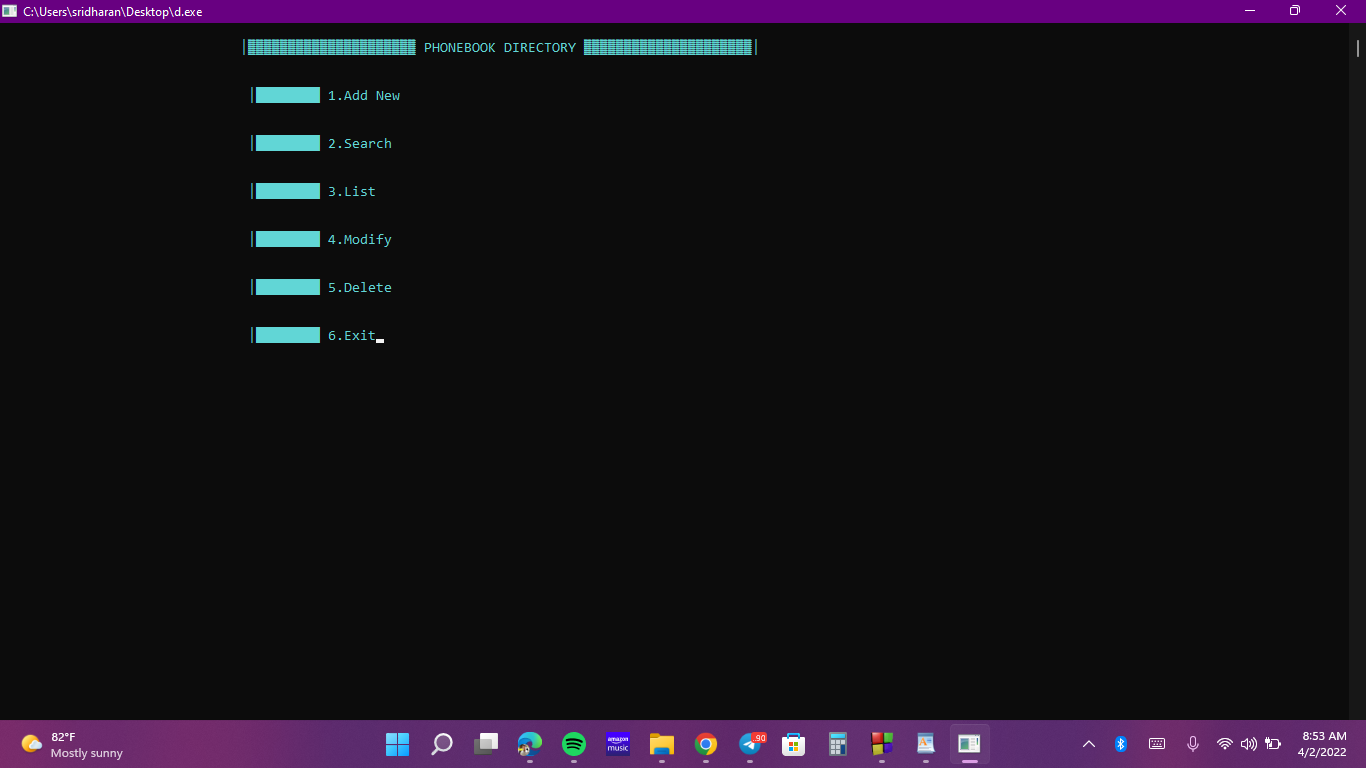 C:\Users\sridharan\Desktop\d.exe
PHONEBOOK DIRECTORY
1.Add New
2.Search
3.List
4.Modify
5.Delete
6.Exit
82°F
Mostly sunny
amazon
music
90
8:53 AM
4/2/2022